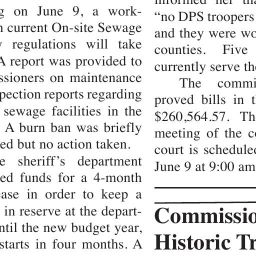 g on June 9, a work-
current On-site Sewage
regulations will take
A report was provided to
ssioners on maintenance
pection reports regarding
sewage facilities in the
A burn ban was briefly
ed but no action taken.
e sheriff's department
ed funds for a 4-month
ease in order to keep a
in reserve at the depart-
ntil the new budget year,
starts in four months. A
informed her tha
"no DPS troopers
and they were wo
counties. Five
currently serve the
The commi
proved bills in t
$260,564.57. Th
meeting of the co
court is schedule
June 9 at 9:00 am
Commissio
Historic Tr